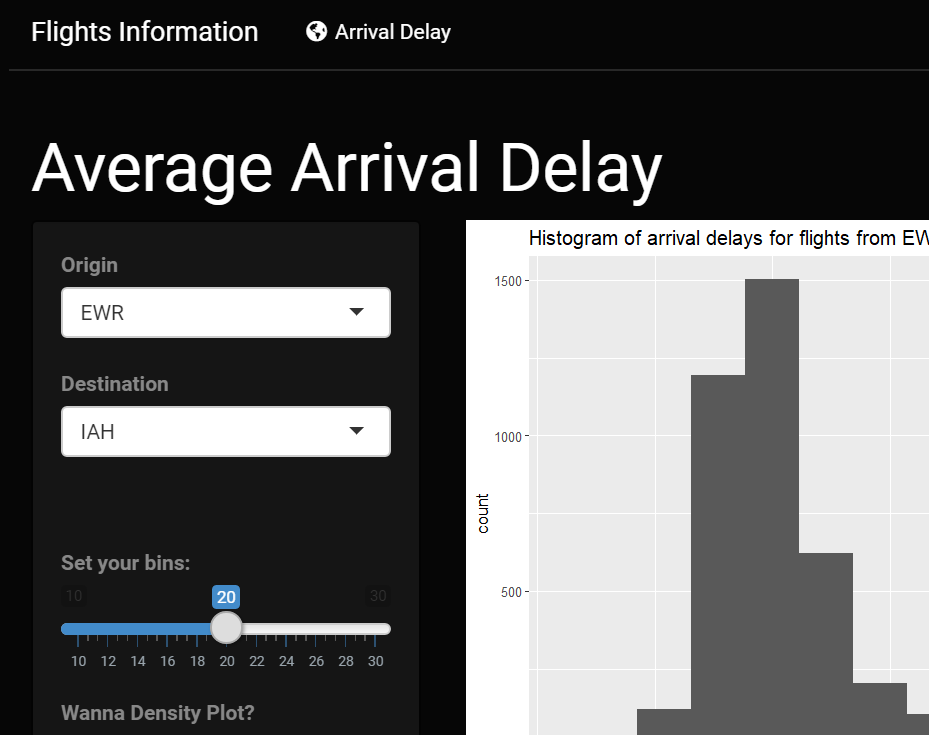 Flights Information Arrival Delay
Average Arrival Delay
Origin
EWR
Destination
IAH
Set your bins:
10 20 30
10 12 14 16 18 20 22 24 26 28 30
Wanna Density Plot?
Histogram of arrival delays for flights from EW
1500
1000
count
500